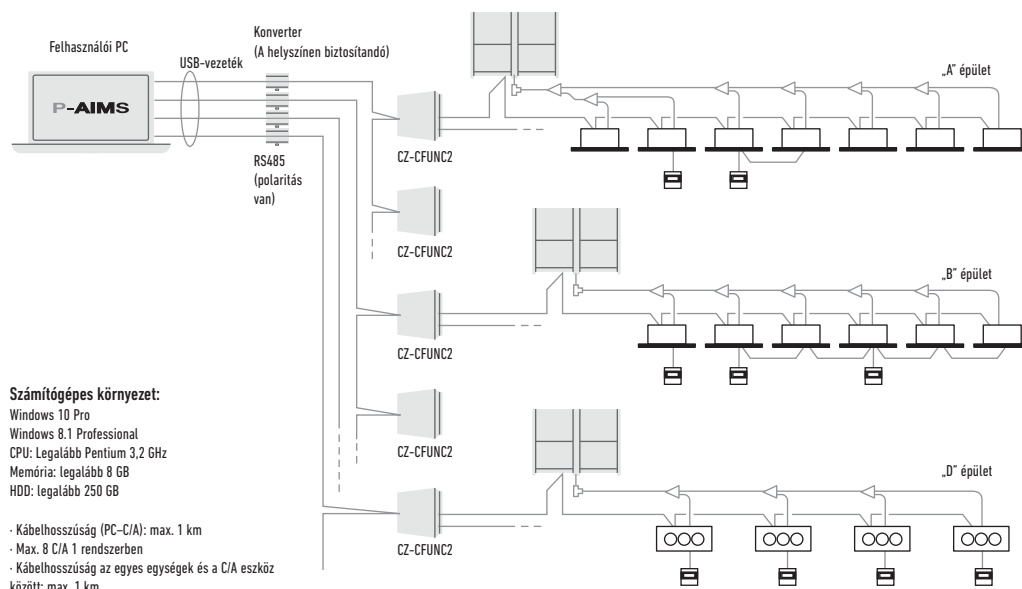 Felhasználói PC
P-AIMS
USB-vezeték
Konverter
(A helyszínen biztosítandó)
RS485
(polaritás
van)
CZ-CFUNC2
„A” épület
CZ-CFUNC2
CZ-CFUNC2
„B” épület
CZ-CFUNC2
CZ-CFUNC2
„D” épület
Számítógépes környezet:
Windows 10 Pro
Windows 8.1 Professional
CPU: Legalább Pentium 3,2 GHz
Memória: legalább 8 GB
HDD: legalább 250 GB
· Kábelhosszúság (PC–C/A): max. 1 km
· Max. 8 C/A 1 rendszerben
· Kábelhosszúság az egyes egységek és a C/A eszköz
között: max. 1 km